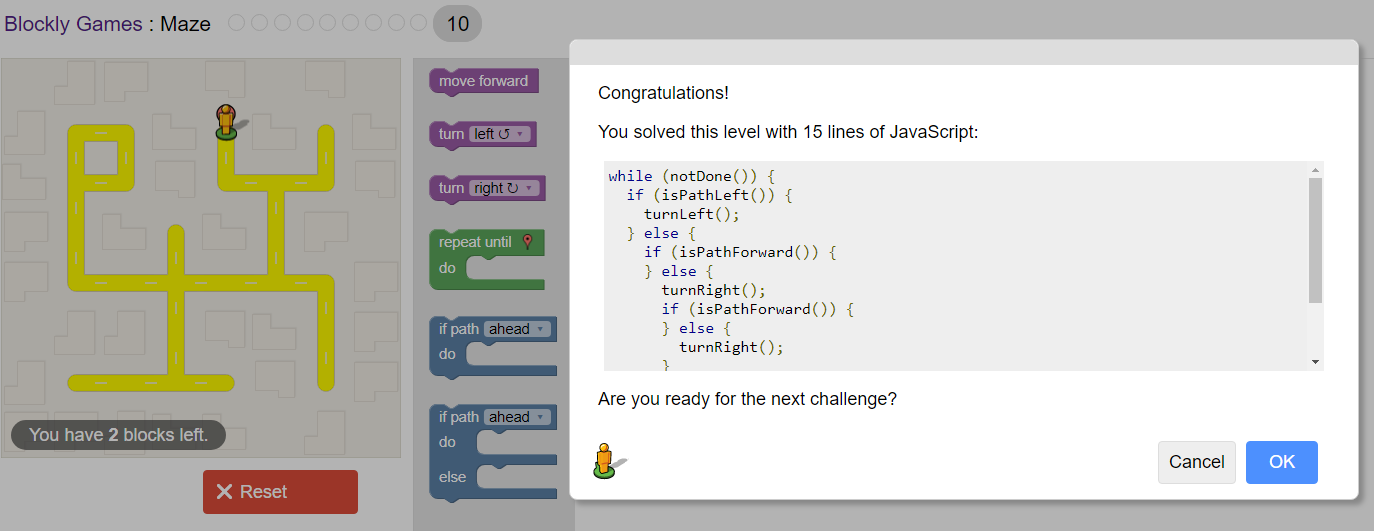 Blockly Games : Maze 10
move forward
turn left ↺ ▾
turn right ↻ ▾
repeat until
do
if path ahead ▾
do
if path ahead ▾
do
else
You have 2 blocks left.
Reset
Congratulations!
You solved this level with 15 lines of JavaScript:
while (notDone()) {
  if (isPathLeft()) {
    turnLeft();
  } else {
    if (isPathForward()) {
    } else {
      turnRight();
      if (isPathForward()) {
      } else {
        turnRight();
      }
Are you ready for the next challenge?
Cancel
OK